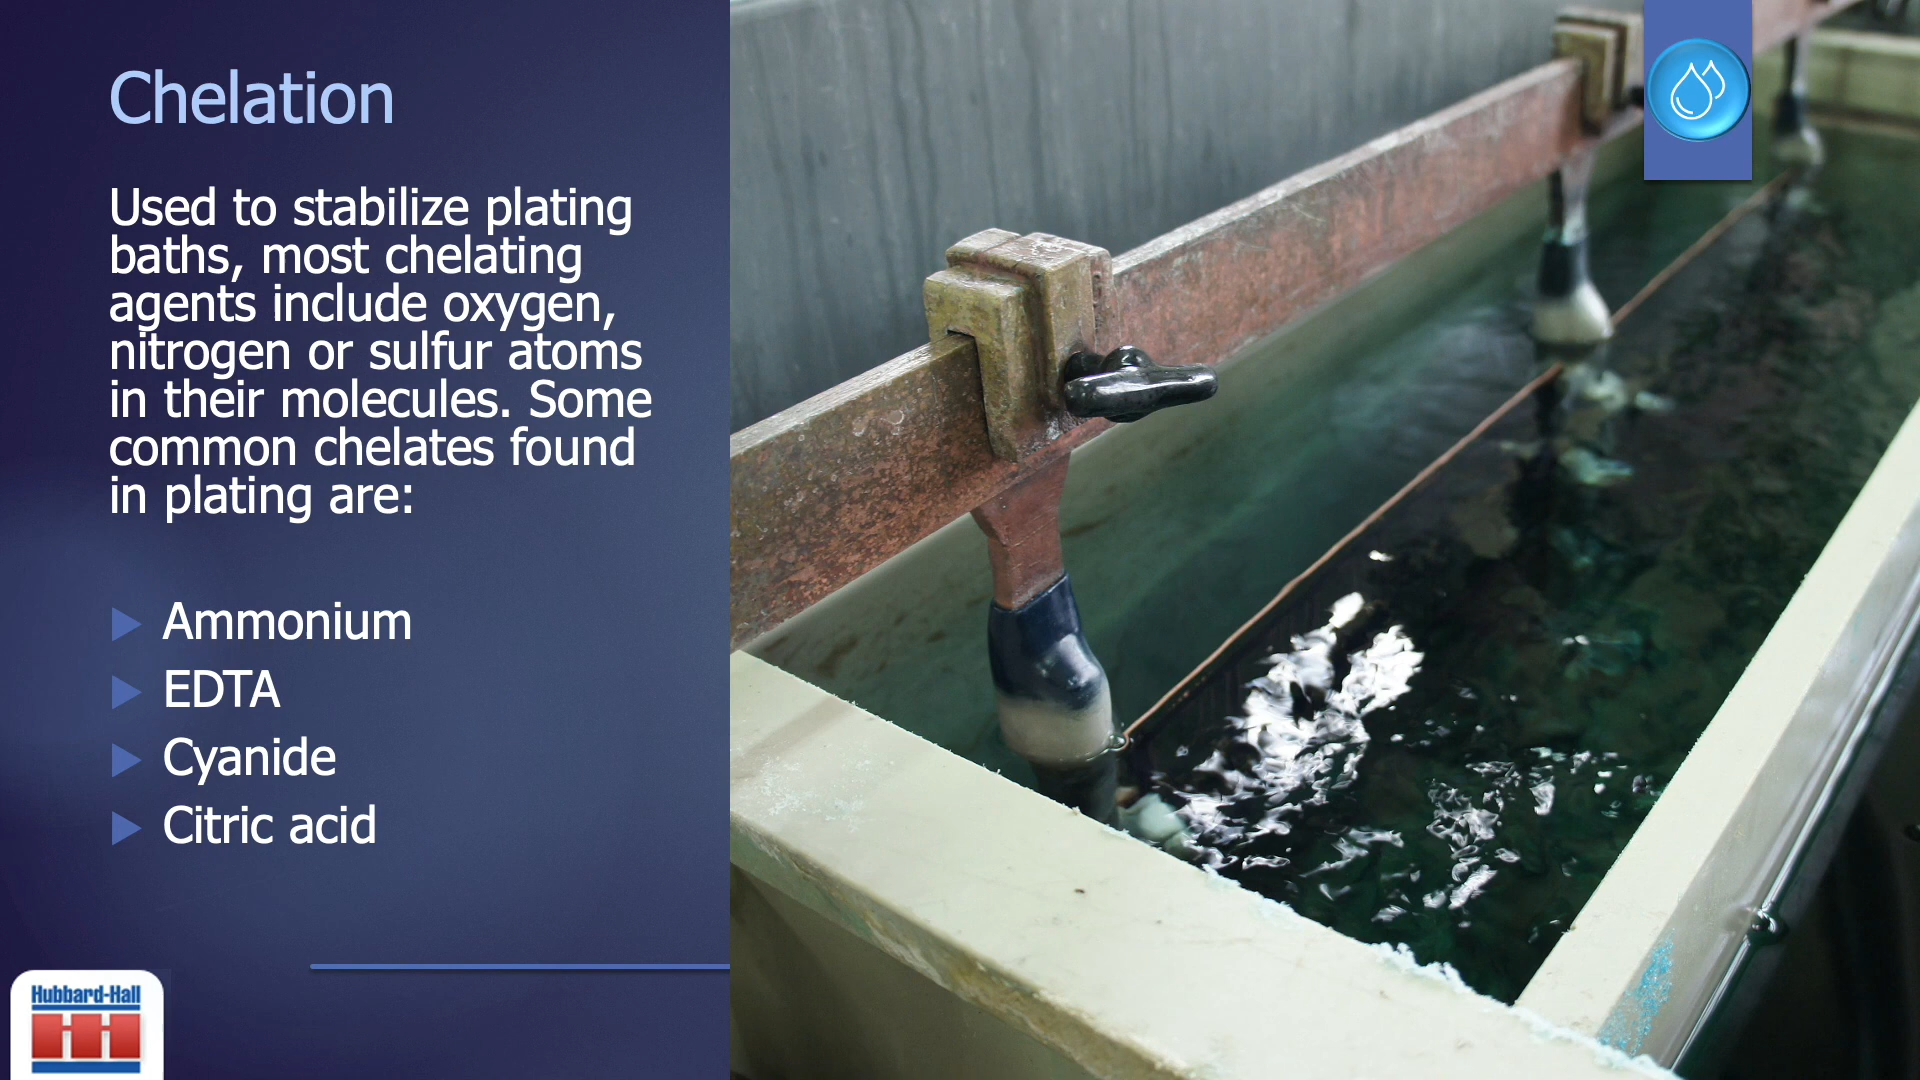 Chelation
Used to stabilize plating
baths, most chelating
agents include oxygen,
nitrogen or sulfur atoms
in their molecules. Some
common chelates found
in plating are:
Ammonium
EDTA
Cyanide
Citric acid
Hubbard-Hall